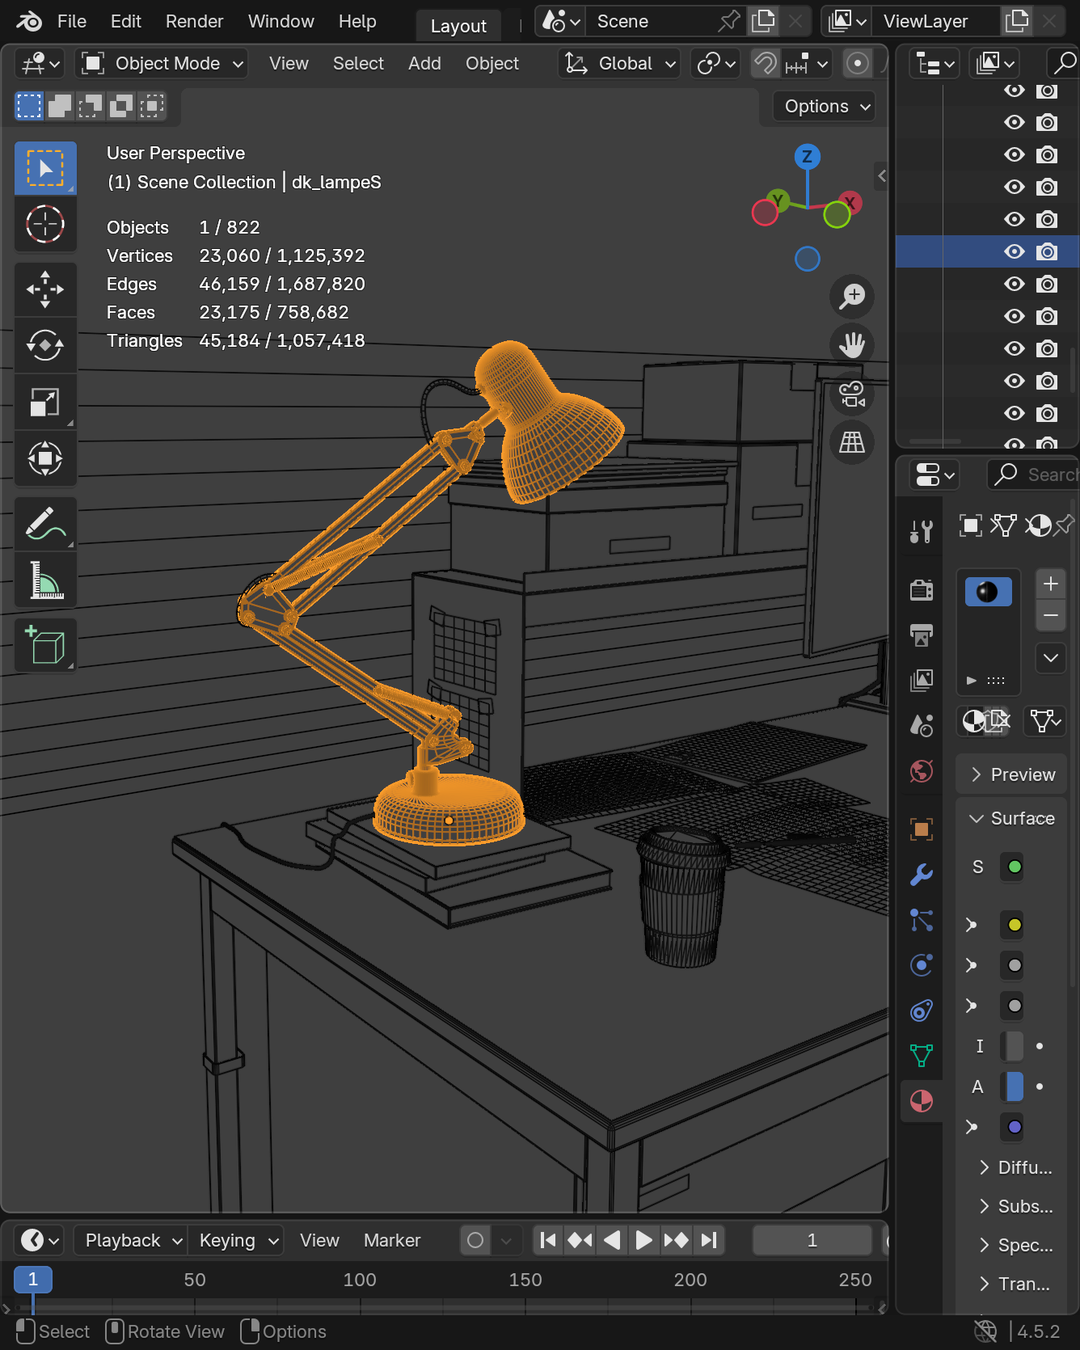 File Edit Render Window Help Layout Scene ViewLayer
Object Mode View Select Add Object Global
Options
User Perspective
(1) Scene Collection | dk_lampeS
Objects 1 / 822
Vertices 23,060 / 1,125,392
Edges 46,159 / 1,687,820
Faces 23,175 / 758,682
Triangles 45,184 / 1,057,418
Z
Y X
Search
Preview
Surface
S
I
A
Diffu...
Subs...
Spec...
Tran...
Playback Keying View Marker 1
1 50 100 150 200 250
Select Rotate View Options 4.5.2